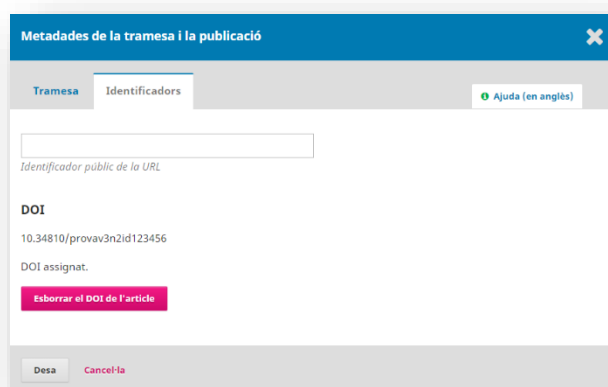 Metadades de la tramesa i la publicació
Tramesa
Identificadors
Ajuda (en anglès)
Identificador públic de la URL
DOI
10.34810/provav3n2id123456
DOI assignat.
Esborrar el DOI de l'article
Desa
Cancel·la